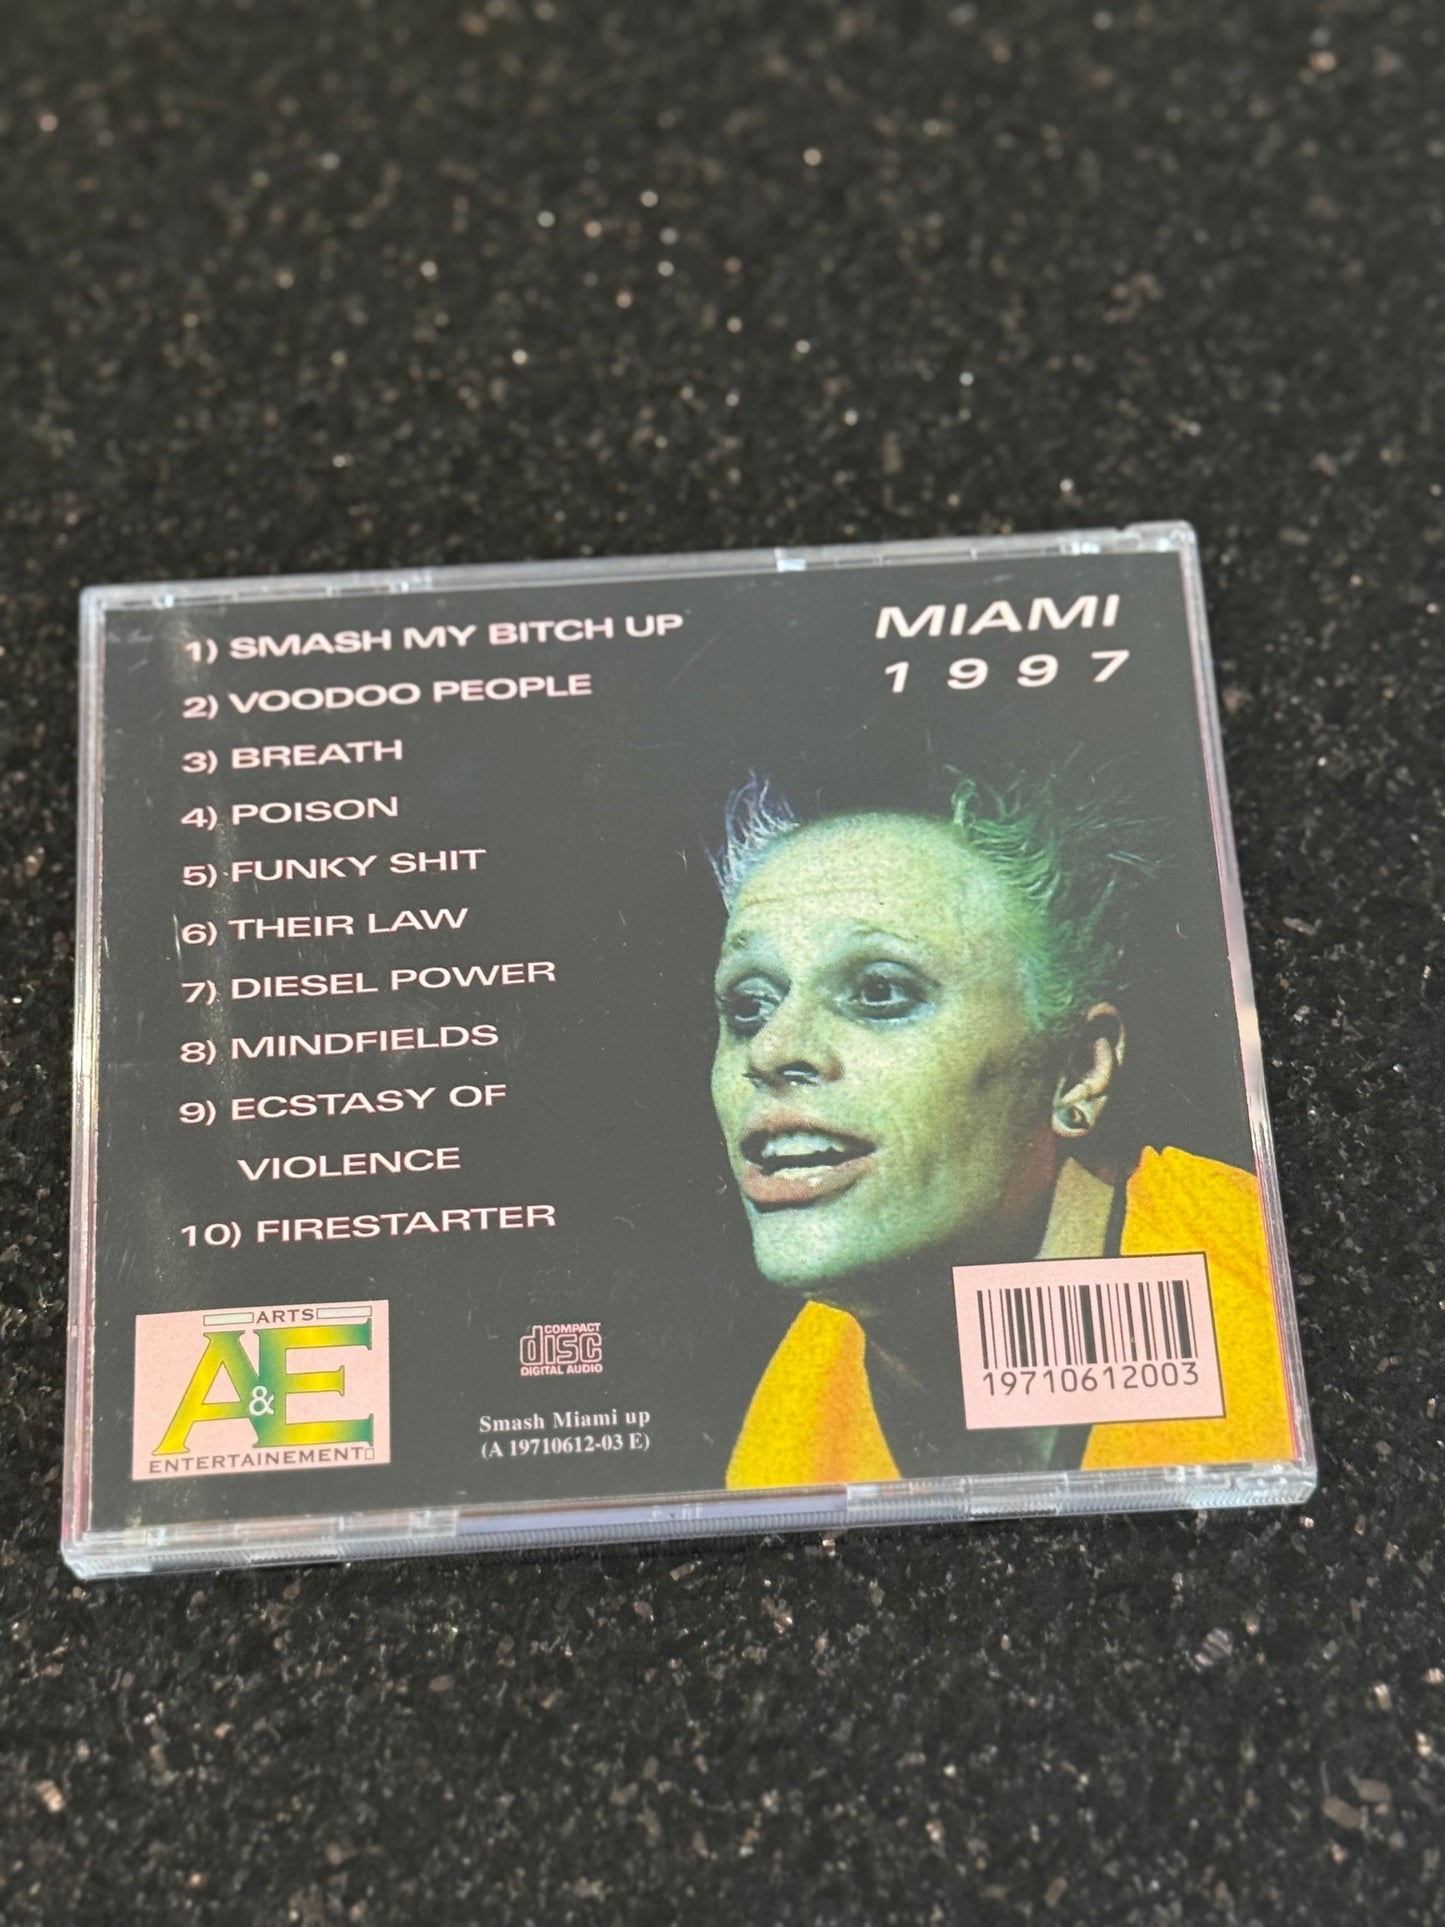 1) SMASH MY BITCH UP
2) VOODOO PEOPLE
3) BREATH
4) POISON
5) FUNKY SHIT
6) THEIR LAW
7) DIESEL POWER
8) MINDFIELDS
9) ECSTASY OF
VIOLENCE
10) FIRESTARTER
MIAMI
1997
ARTS
A&E
ENTERTAINEMENT
COMPACT
disc
DIGITAL AUDIO
Smash Miami up
(A 19710612-03 E)
19710612003